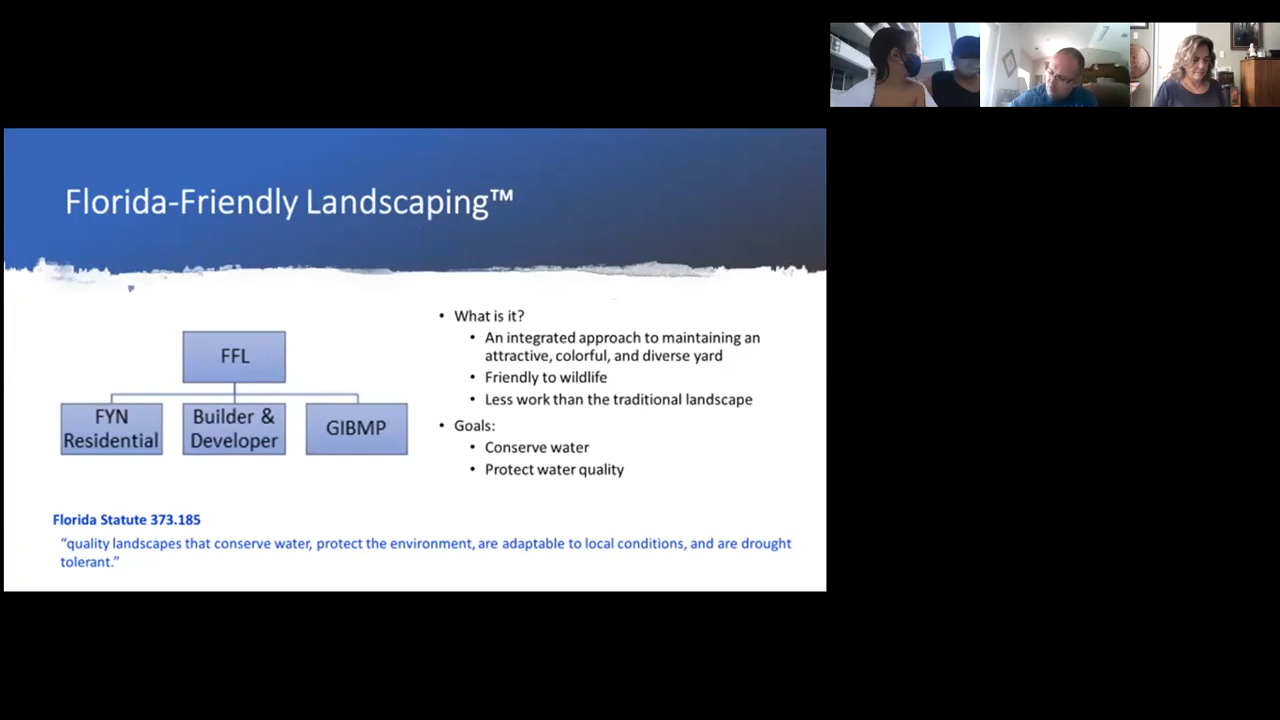 Florida-Friendly Landscaping™
FFL
FYN
Residential
Builder &
Developer
GIBMP
• What is it?
• An integrated approach to maintaining an
attractive, colorful, and diverse yard
• Friendly to wildlife
• Less work than the traditional landscape
• Goals:
• Conserve water
• Protect water quality
Florida Statute 373.185
“quality landscapes that conserve water, protect the environment, are adaptable to local conditions, and are drought
tolerant.”